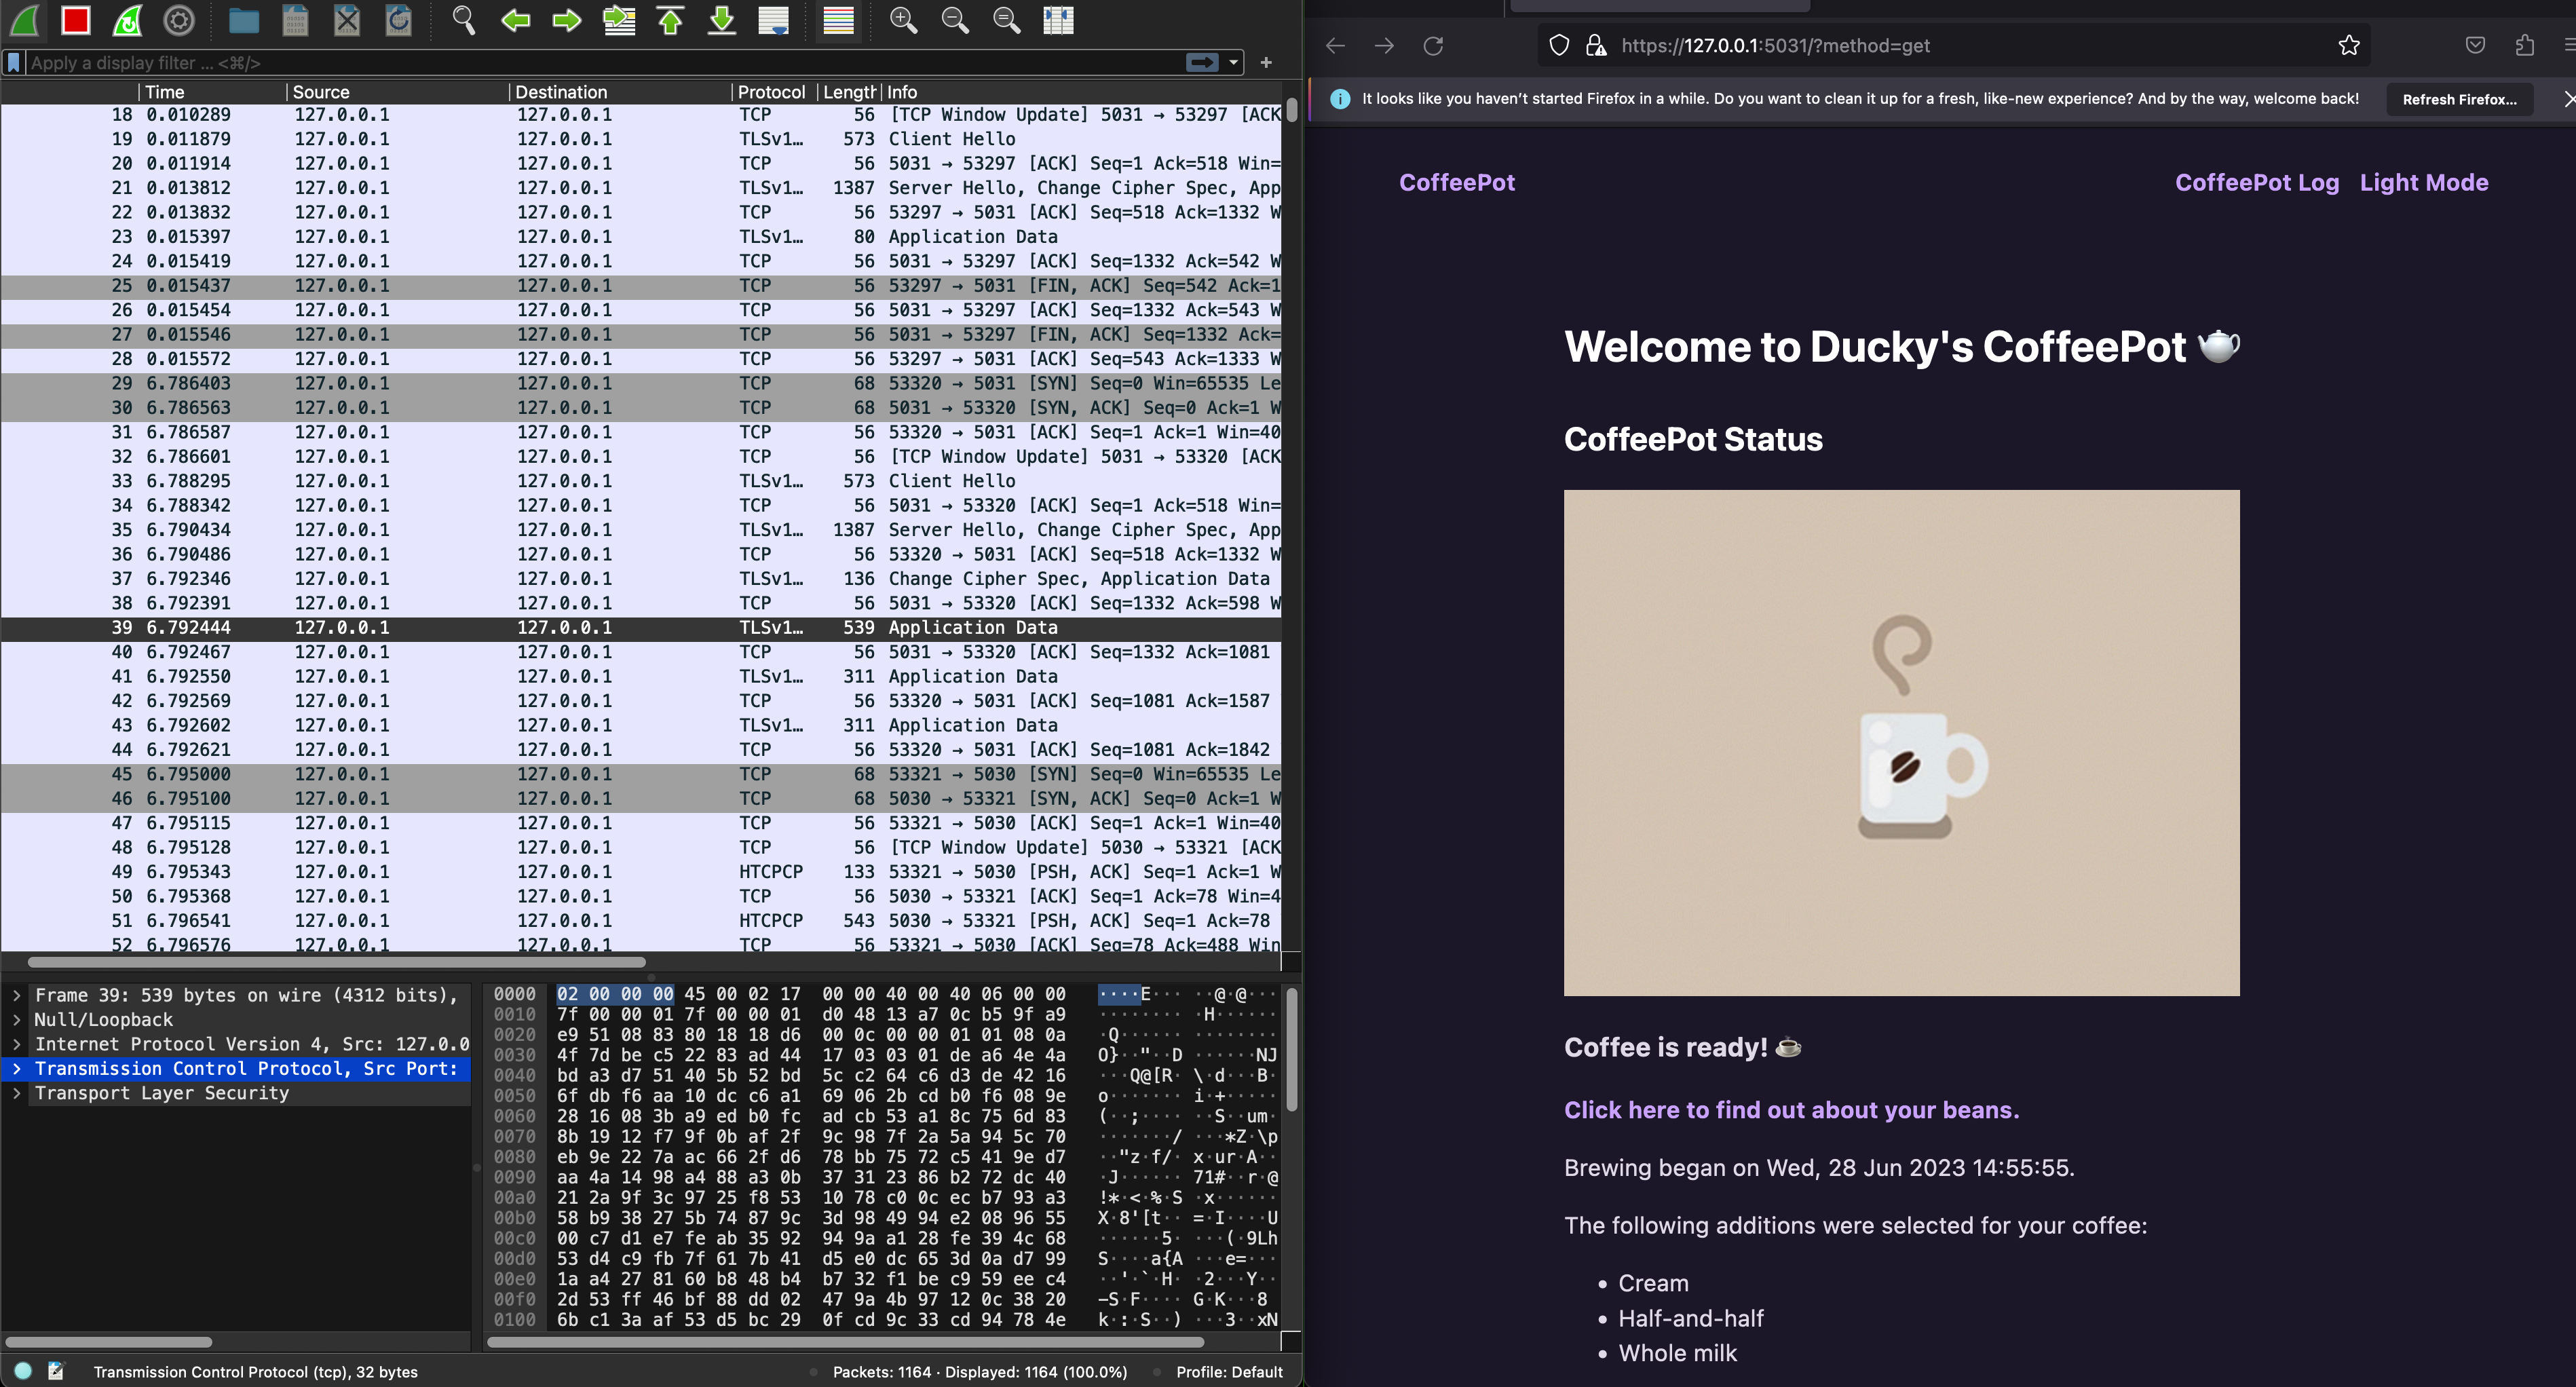 Apply a display filter ... <⌘/>
Time Source Destination Protocol Length Info
18 0.010289 127.0.0.1 127.0.0.1 TCP 56 [TCP Window Update] 5031 → 53297 [ACK
19 0.011879 127.0.0.1 127.0.0.1 TLSv1… 573 Client Hello
20 0.011914 127.0.0.1 127.0.0.1 TCP 56 5031 → 53297 [ACK] Seq=1 Ack=518 Win=
21 0.013812 127.0.0.1 127.0.0.1 TLSv1… 1387 Server Hello, Change Cipher Spec, App
22 0.013832 127.0.0.1 127.0.0.1 TCP 56 53297 → 5031 [ACK] Seq=518 Ack=1332 W
23 0.015397 127.0.0.1 127.0.0.1 TLSv1… 80 Application Data
24 0.015419 127.0.0.1 127.0.0.1 TCP 56 5031 → 53297 [ACK] Seq=1332 Ack=542 W
25 0.015437 127.0.0.1 127.0.0.1 TCP 56 53297 → 5031 [FIN, ACK] Seq=542 Ack=1
26 0.015454 127.0.0.1 127.0.0.1 TCP 56 5031 → 53297 [ACK] Seq=1332 Ack=543 W
27 0.015546 127.0.0.1 127.0.0.1 TCP 56 5031 → 53297 [FIN, ACK] Seq=1332 Ack=
28 0.015572 127.0.0.1 127.0.0.1 TCP 56 53297 → 5031 [ACK] Seq=543 Ack=1333 W
29 6.786403 127.0.0.1 127.0.0.1 TCP 68 53320 → 5031 [SYN] Seq=0 Win=65535 Le
30 6.786563 127.0.0.1 127.0.0.1 TCP 68 5031 → 53320 [SYN, ACK] Seq=0 Ack=1 W
31 6.786587 127.0.0.1 127.0.0.1 TCP 56 53320 → 5031 [ACK] Seq=1 Ack=1 Win=40
32 6.786601 127.0.0.1 127.0.0.1 TCP 56 [TCP Window Update] 5031 → 53320 [ACK
33 6.788295 127.0.0.1 127.0.0.1 TLSv1… 573 Client Hello
34 6.788342 127.0.0.1 127.0.0.1 TCP 56 5031 → 53320 [ACK] Seq=1 Ack=518 Win=
35 6.790434 127.0.0.1 127.0.0.1 TLSv1… 1387 Server Hello, Change Cipher Spec, App
36 6.790486 127.0.0.1 127.0.0.1 TCP 56 53320 → 5031 [ACK] Seq=518 Ack=1332 W
37 6.792346 127.0.0.1 127.0.0.1 TLSv1… 136 Change Cipher Spec, Application Data
38 6.792391 127.0.0.1 127.0.0.1 TCP 56 5031 → 53320 [ACK] Seq=1332 Ack=598 W
39 6.792444 127.0.0.1 127.0.0.1 TLSv1… 539 Application Data
40 6.792467 127.0.0.1 127.0.0.1 TCP 56 5031 → 53320 [ACK] Seq=1332 Ack=1081
41 6.792550 127.0.0.1 127.0.0.1 TLSv1… 311 Application Data
42 6.792569 127.0.0.1 127.0.0.1 TCP 56 53320 → 5031 [ACK] Seq=1081 Ack=1587
43 6.792602 127.0.0.1 127.0.0.1 TLSv1… 311 Application Data
44 6.792621 127.0.0.1 127.0.0.1 TCP 56 53320 → 5031 [ACK] Seq=1081 Ack=1842
45 6.795000 127.0.0.1 127.0.0.1 TCP 68 53321 → 5030 [SYN] Seq=0 Win=65535 Le
46 6.795100 127.0.0.1 127.0.0.1 TCP 68 5030 → 53321 [SYN, ACK] Seq=0 Ack=1 W
47 6.795115 127.0.0.1 127.0.0.1 TCP 56 53321 → 5030 [ACK] Seq=1 Ack=1 Win=40
48 6.795128 127.0.0.1 127.0.0.1 TCP 56 [TCP Window Update] 5030 → 53321 [ACK
49 6.795343 127.0.0.1 127.0.0.1 HTCPCP 133 53321 → 5030 [PSH, ACK] Seq=1 Ack=1 W
50 6.795368 127.0.0.1 127.0.0.1 TCP 56 5030 → 53321 [ACK] Seq=1 Ack=78 Win=4
51 6.796541 127.0.0.1 127.0.0.1 HTCPCP 543 5030 → 53321 [PSH, ACK] Seq=1 Ack=78
52 6.796576 127.0.0.1 127.0.0.1 TCP 56 53321 → 5030 [ACK] Seq=78 Ack=488 Win
Frame 39: 539 bytes on wire (4312 bits),
Null/Loopback
Internet Protocol Version 4, Src: 127.0.0
Transmission Control Protocol, Src Port:
Transport Layer Security
0000 02 00 00 00 45 00 02 17 00 00 40 00 40 06 00 00 ····E··· ··@·@···
0010 7f 00 00 01 7f 00 00 01 d0 48 13 a7 0c b5 9f a9 ········ ·H······
0020 e9 51 08 83 80 18 18 d6 00 0c 00 00 01 01 08 0a ·Q······ ········
0030 4f 7d be c5 22 83 ad 44 17 03 03 01 de a6 4e 4a O}··"··D ······NJ
0040 bd a3 d7 51 40 5b 52 bd 5c c2 64 c6 d3 de 42 16 ···Q@[R· \·d···B·
0050 6f db f6 aa 10 dc c6 a1 69 06 2b cd b0 f6 08 9e o······· i·+·····
0060 28 16 08 3b a9 ed b0 fc ad cb 53 a1 8c 75 6d 83 (··;···· ··S··um·
0070 8b 19 12 f7 9f 0b af 2f 9c 98 7f 2a 5a 94 5c 70 ·······/ ···*Z·\p
0080 eb 9e 22 7a ac 66 2f d6 78 bb 75 72 c5 41 9e d7 ··"z·f/· x·ur·A··
0090 aa 4a 14 98 a4 88 a3 0b 37 31 23 86 b2 72 dc 40 ·J······ 71#··r·@
00a0 21 2a 9f 3c 97 25 f8 53 10 78 c0 0c ec b7 93 a3 !*·<·%·S ·x······
00b0 58 b9 38 27 5b 74 87 9c 3d 98 49 94 e2 08 96 55 X·8'[t·· =·I····U
00c0 00 c7 d1 e7 fe ab 35 92 94 9a a1 28 fe 39 4c 68 ······5· ···(·9Lh
00d0 53 d4 c9 fb 7f 61 7b 41 d5 e0 dc 65 3d 0a d7 99 S····a{A ···e=···
00e0 1a a4 27 81 60 b8 48 b4 b7 32 f1 be c9 59 ee c4 ··'·`·H· ·2···Y··
00f0 2d 53 ff 46 bf 88 dd 02 47 9a 4b 97 12 0c 38 20 -S·F···· G·K···8
0100 6b c1 3a af 53 d5 bc 29 0f cd 9c 33 cd 94 78 4e k·:·S··) ···3··xN
Transmission Control Protocol (tcp), 32 bytes
Packets: 1164 · Displayed: 1164 (100.0%)
Profile: Default
https://127.0.0.1:5031/?method=get
It looks like you haven’t started Firefox in a while. Do you want to clean it up for a fresh, like-new experience? And by the way, welcome back!
Refresh Firefox...
CoffeePot
CoffeePot Log Light Mode
Welcome to Ducky's CoffeePot 🫖
CoffeePot Status
Coffee is ready! ☕
Click here to find out about your beans.
Brewing began on Wed, 28 Jun 2023 14:55:55.
The following additions were selected for your coffee:
• Cream
• Half-and-half
• Whole milk